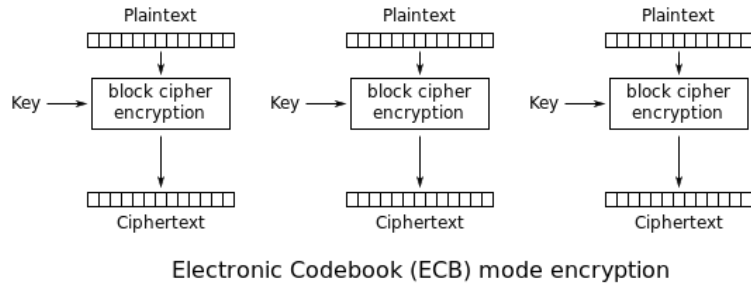 Plaintext Plaintext Plaintext
Key block cipher encryption Key block cipher encryption Key block cipher encryption
Ciphertext Ciphertext Ciphertext
Electronic Codebook (ECB) mode encryption